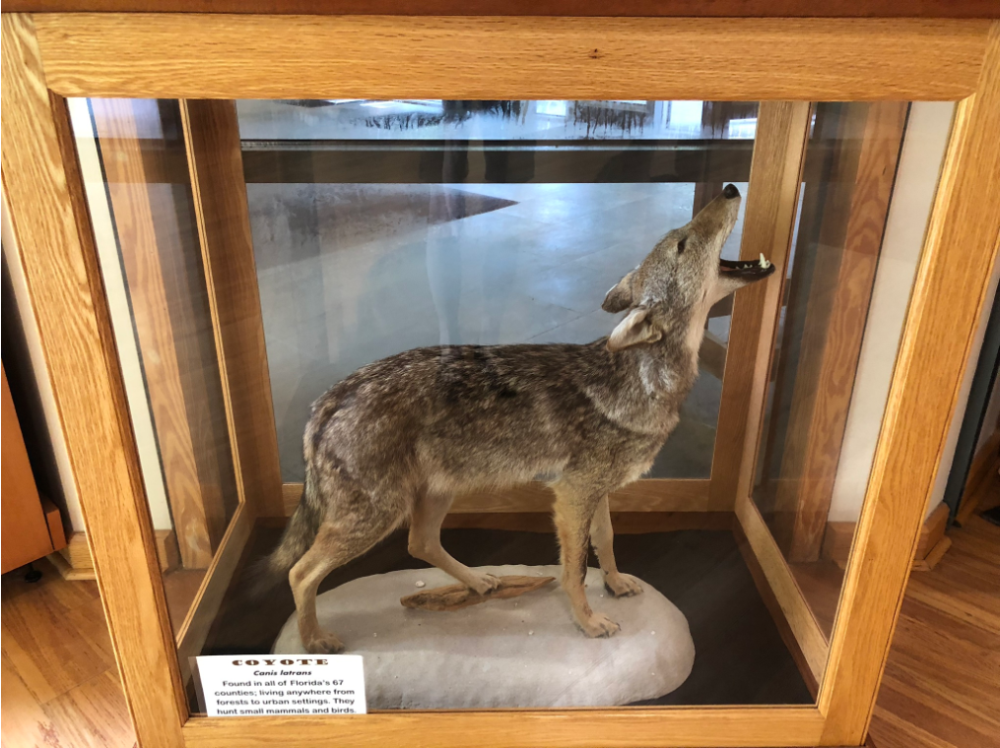 COYOTE
Canis latrans
Found in all of Florida's 67
counties; living anywhere from
forests to urban settings. They
hunt small mammals and birds.